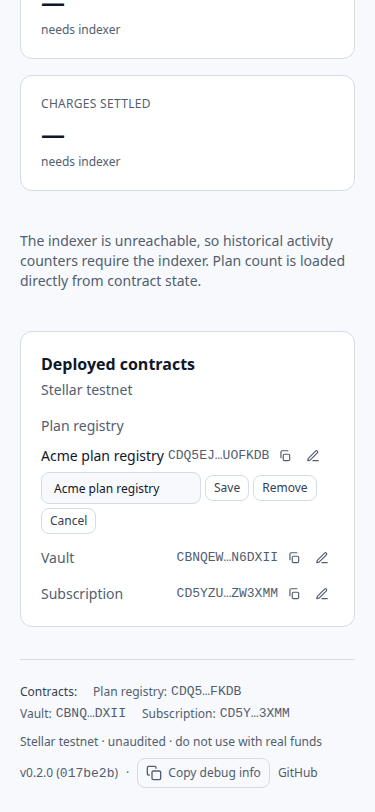 —
needs indexer
CHARGES SETTLED
—
needs indexer
The indexer is unreachable, so historical activity
counters require the indexer. Plan count is loaded
directly from contract state.
Deployed contracts
Stellar testnet
Plan registry
Acme plan registry CDQ5EJ…UOFKDB
Acme plan registry Save Remove
Cancel
Vault CBNQEW…N6DXII
Subscription CD5YZU…ZW3XMM
Contracts: Plan registry: CDQ5…FKDB
Vault: CBNQ…DXII Subscription: CD5Y…3XMM
Stellar testnet · unaudited · do not use with real funds
v0.2.0 (017be2b) · Copy debug info GitHub